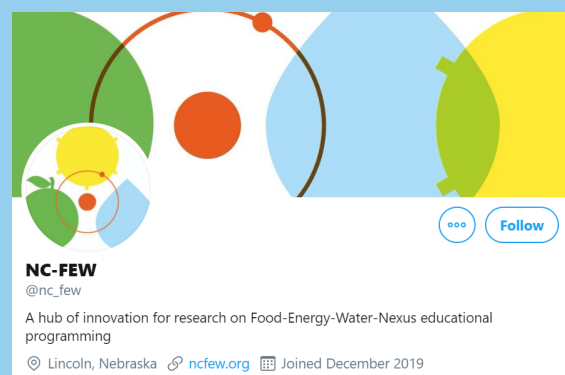 Follow
NC-FEW
@nc_few
A hub of innovation for research on Food-Energy-Water-Nexus educational
programming
Lincoln, Nebraska ncfew.org Joined December 2019